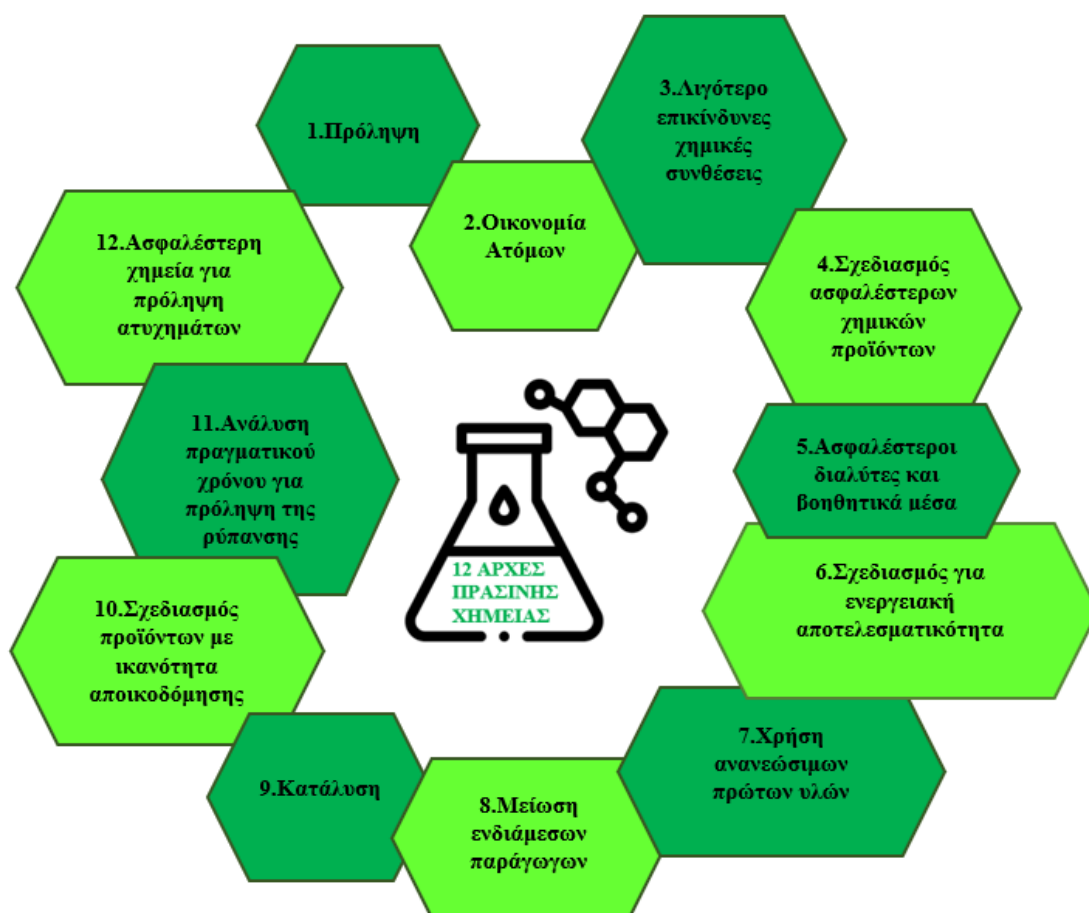 1.Πρόληψη
2.Οικονομία
Ατόμων
3.Λιγότερο
επικίνδυνες
χημικές
συνθέσεις
4.Σχεδιασμός
ασφαλέστερων
χημικών
προϊόντων
5.Ασφαλέστεροι
διαλύτες και
βοηθητικά μέσα
6.Σχεδιασμός για
ενεργειακή
αποτελεσματικότητα
7.Χρήση
ανανεώσιμων
πρώτων υλών
8.Μείωση
ενδιάμεσων
παράγωγων
9.Κατάλυση
10.Σχεδιασμός
προϊόντων με
ικανότητα
αποικοδόμησης
11.Ανάλυση
πραγματικού
χρόνου για
πρόληψη της
ρύπανσης
12.Ασφαλέστερη
χημεία για
πρόληψη
ατυχημάτων
12 ΑΡΧΕΣ
ΠΡΑΣΙΝΗΣ
ΧΗΜΕΙΑΣ